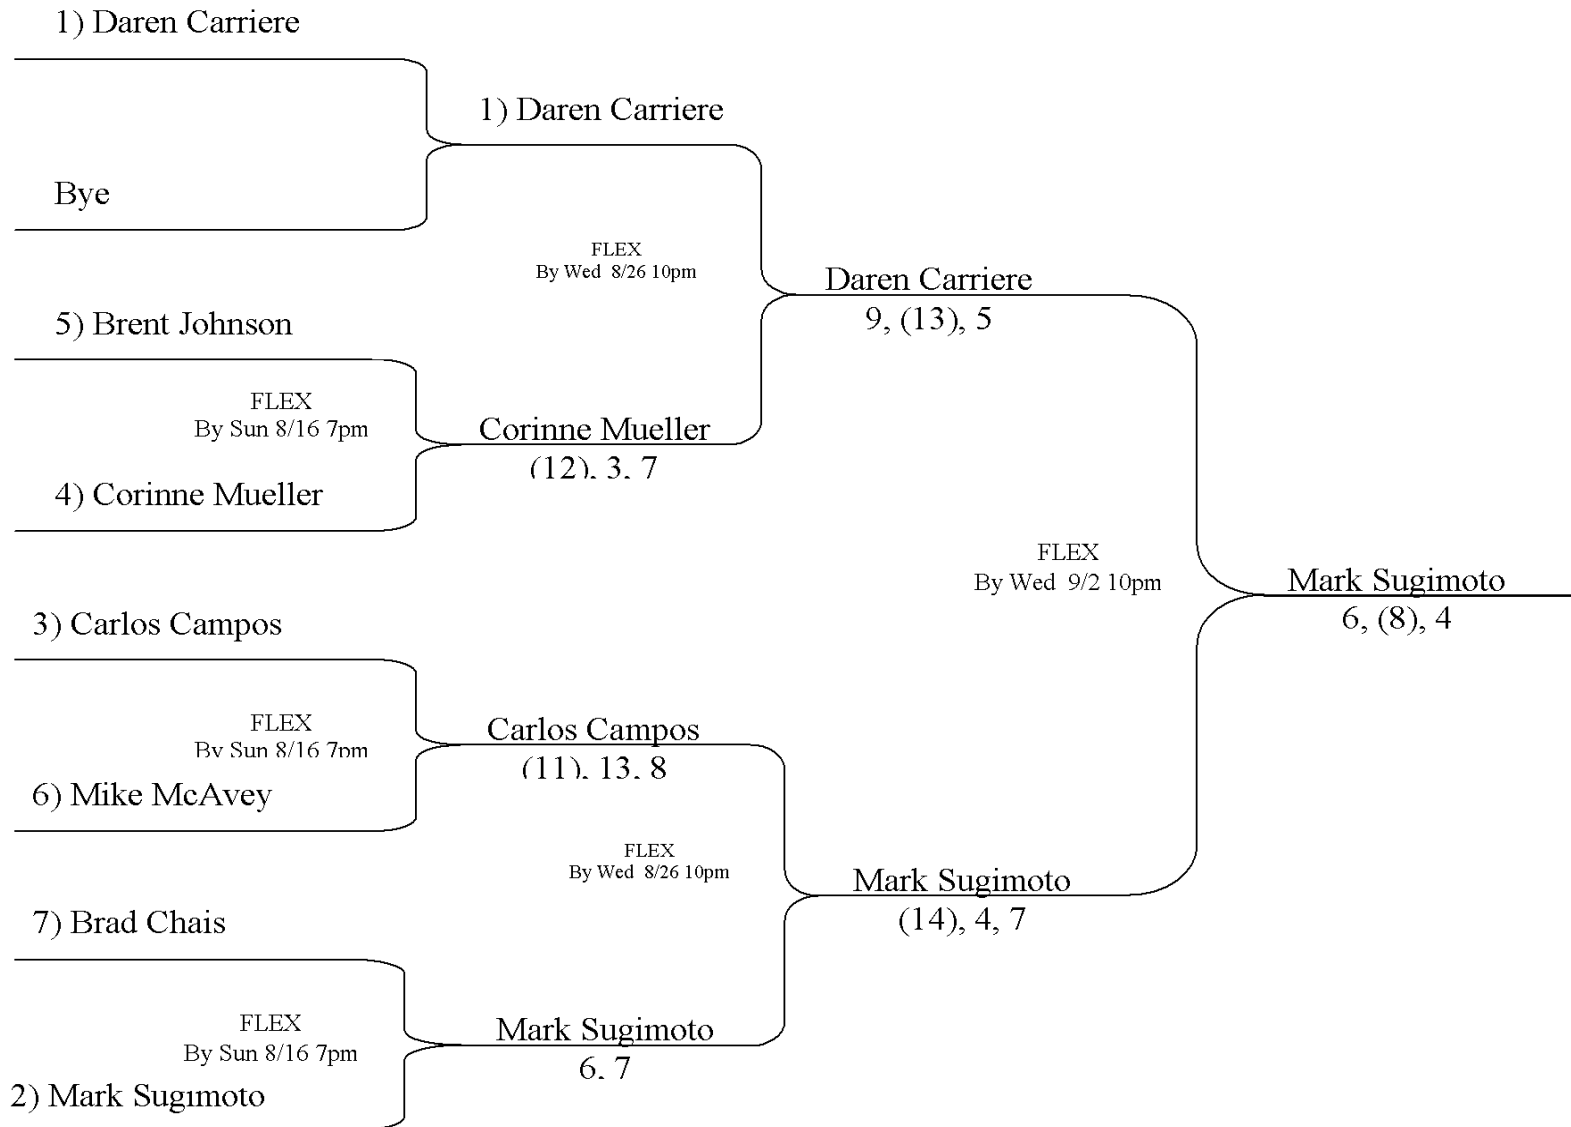 1) Daren Carriere
1) Daren Carriere
Bye
FLEX
By Wed 8/26 10pm
Daren Carriere
9, (13), 5
5) Brent Johnson
FLEX
By Sun 8/16 7pm
Corinne Mueller
(12), 3, 7
4) Corinne Mueller
FLEX
By Wed 9/2 10pm
Mark Sugimoto
6, (8), 4
3) Carlos Campos
FLEX
By Sun 8/16 7pm
Carlos Campos
(11), 13, 8
6) Mike McAvey
FLEX
By Wed 8/26 10pm
Mark Sugimoto
(14), 4, 7
7) Brad Chais
FLEX
By Sun 8/16 7pm
Mark Sugimoto
6, 7
2) Mark Sugimoto